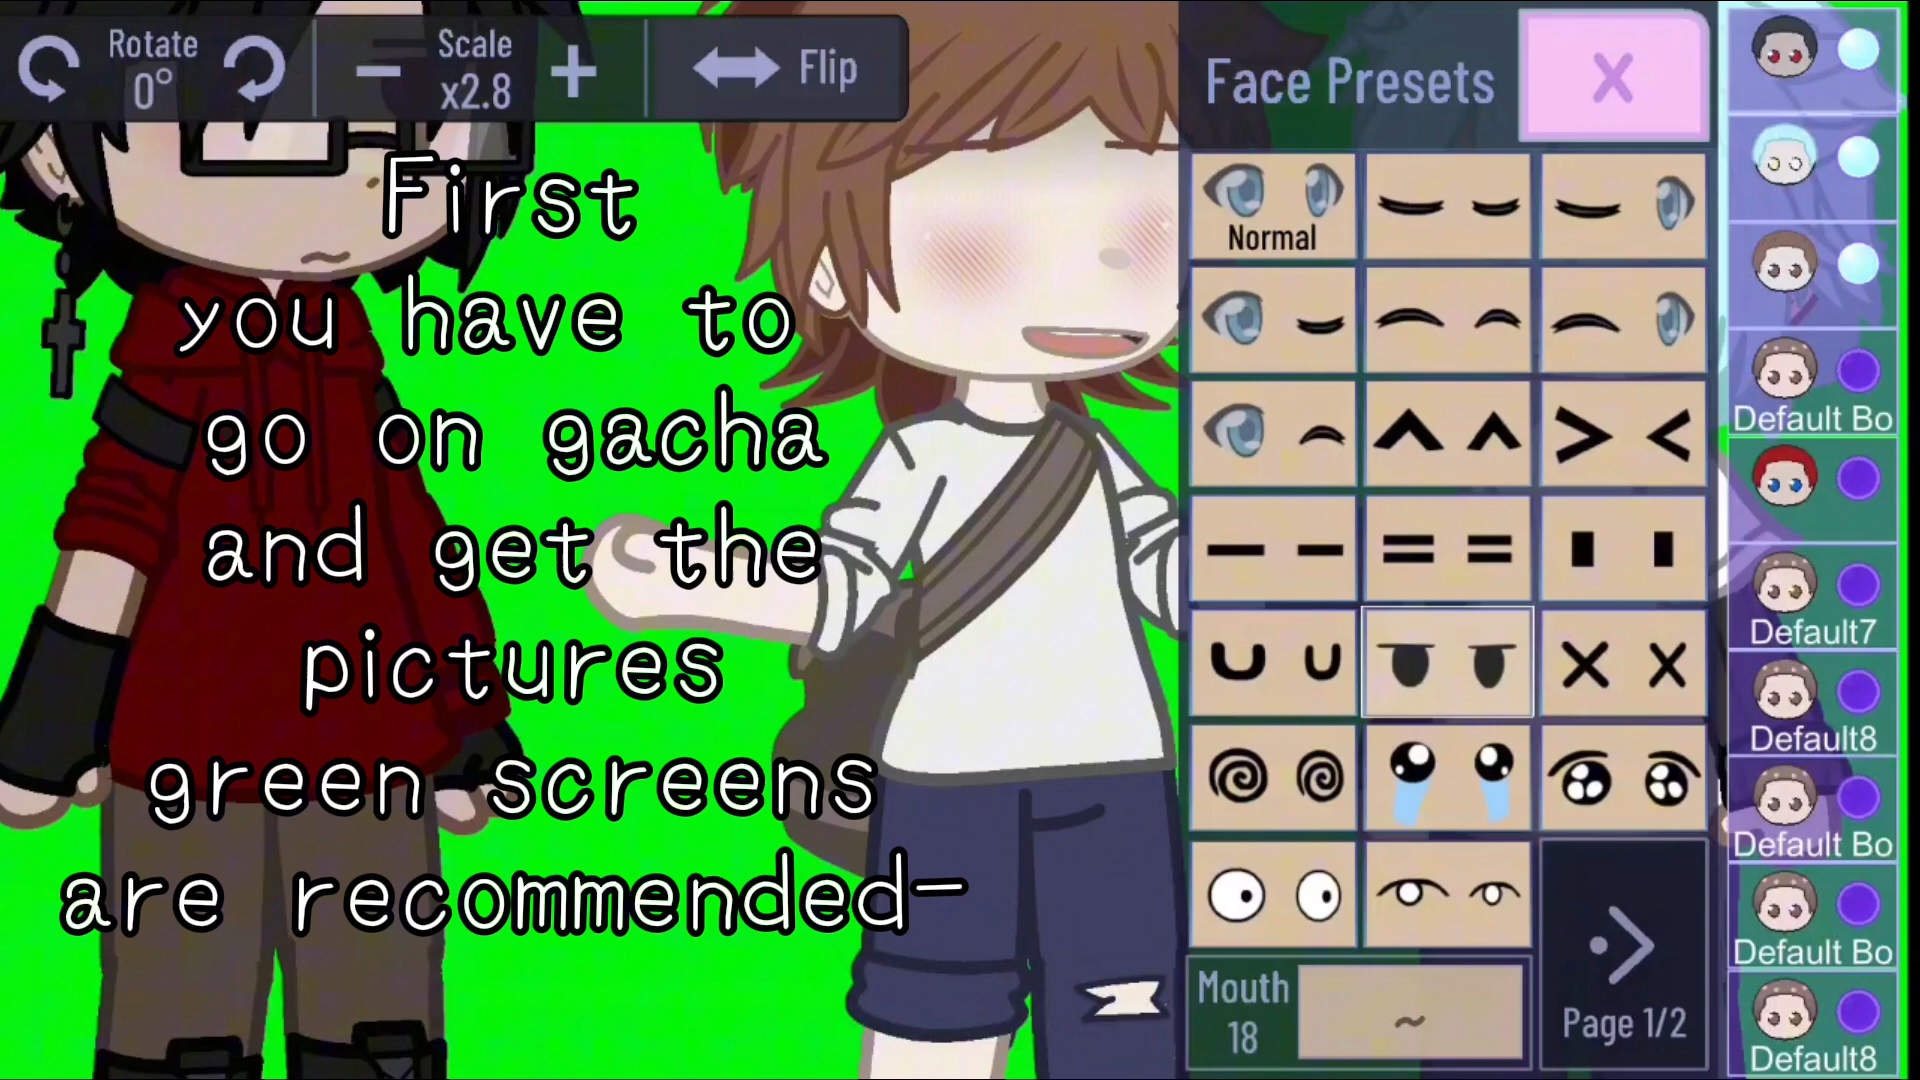 Rotate
0°
Scale
x2.8
Flip
Face Presets
X
First
you have to
go on gacha
and get the
pictures
green screens
are recommended-
Normal
Mouth
18
Page 1/2
Default Bo
Default7
Default8
Default Bo
Default Bo
Default8